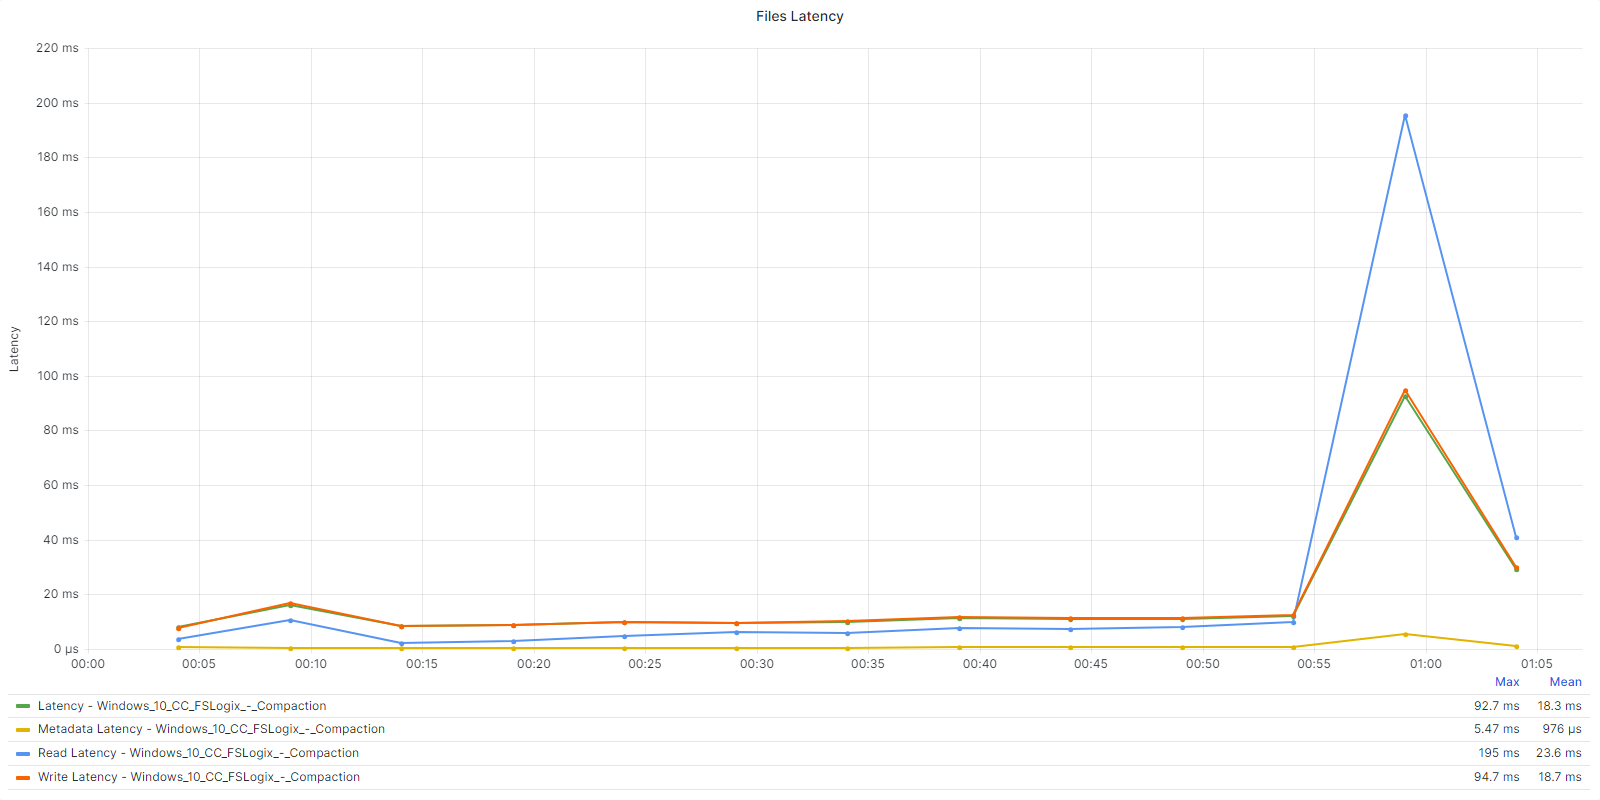 Files Latency
220 ms
200 ms
180 ms
160 ms
140 ms
120 ms
100 ms
80 ms
60 ms
40 ms
20 ms
0 µs
Latency
00:00 00:05 00:10 00:15 00:20 00:25 00:30 00:35 00:40 00:45 00:50 00:55 01:00 01:05
Max Mean
Latency - Windows_10_CC_FSLogix_-_Compaction 92.7 ms 18.3 ms
Metadata Latency - Windows_10_CC_FSLogix_-_Compaction 5.47 ms 976 µs
Read Latency - Windows_10_CC_FSLogix_-_Compaction 195 ms 23.6 ms
Write Latency - Windows_10_CC_FSLogix_-_Compaction 94.7 ms 18.7 ms